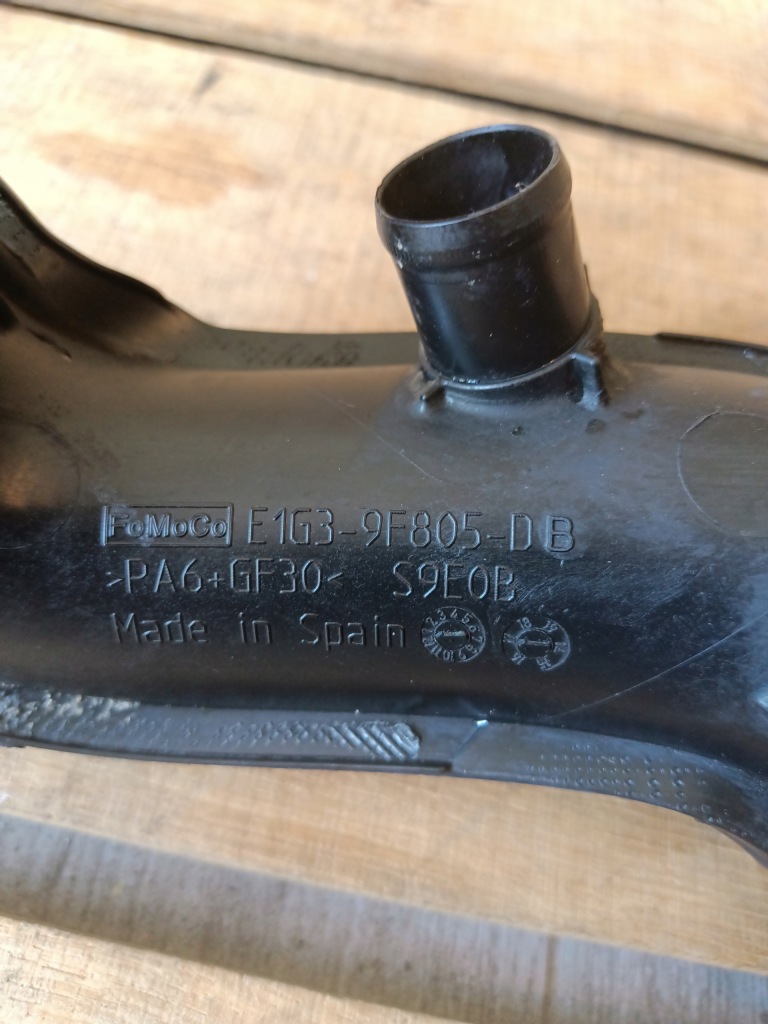 FoMoCo E1G3-9F805-DB
>PA6+GF30< S9E0B
Made in Spain